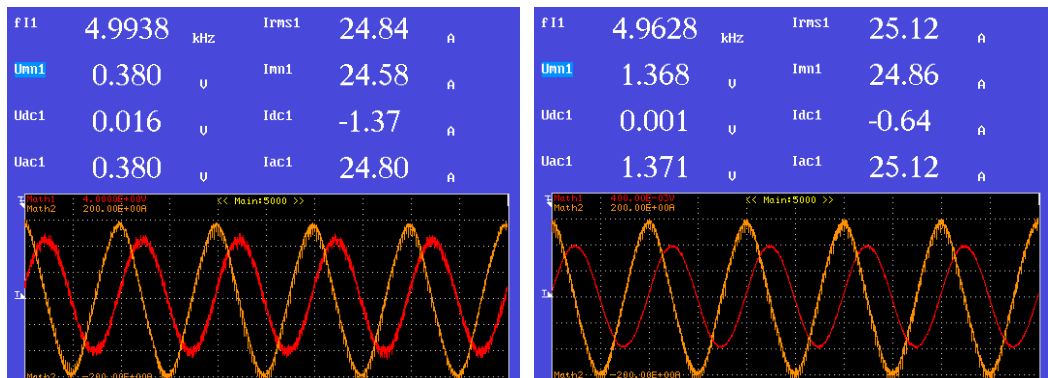 fI1 4.9938 kHz Irms1 24.84 A
Umn1 0.380 V Imn1 24.58 A
Udc1 0.016 V Idc1 -1.37 A
Uac1 0.380 V Iac1 24.80 A
Math1 4.0000E+00V << Main:5000 >>
Math2 200.00E+00A
Math2 -200.00E+00A
fI1 4.9628 kHz Irms1 25.12 A
Umn1 1.368 V Imn1 24.86 A
Udc1 0.001 V Idc1 -0.64 A
Uac1 1.371 V Iac1 25.12 A
Math1 400.00E-03V << Main:5000 >>
Math2 200.00E+00A
Math2 -200.00E+00A